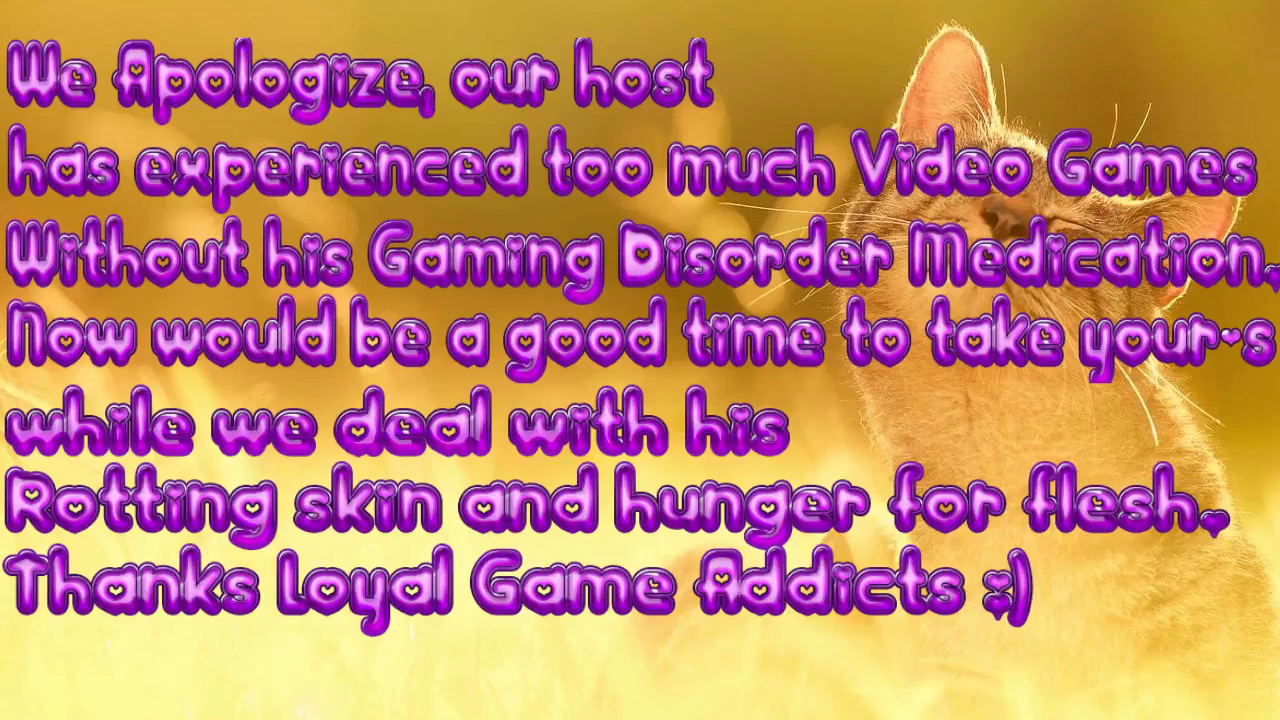 We Apologize, our host
has experienced too much Video Games
Without his Gaming Disorder Medication,
Now would be a good time to take your's
while we deal with his
Rotting skin and hunger for flesh,
Thanks Loyal Game Addicts :)